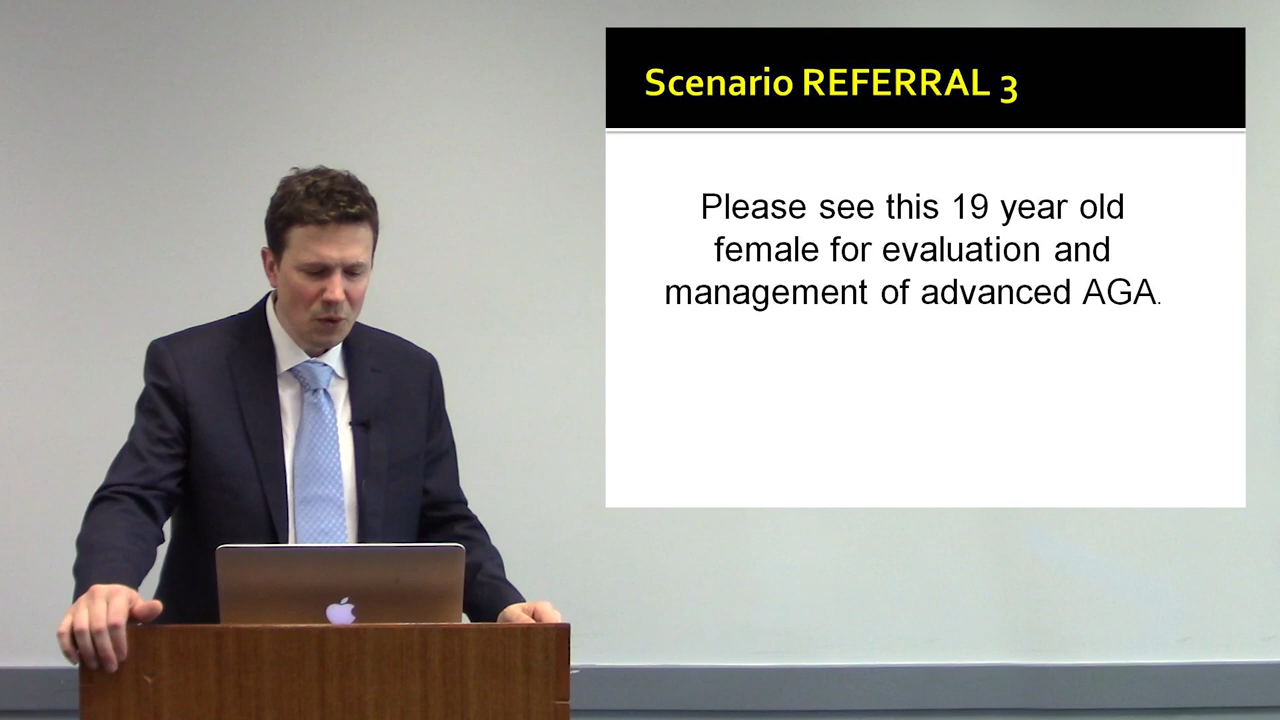 Scenario REFERRAL 3
Please see this 19 year old
female for evaluation and
management of advanced AGA.